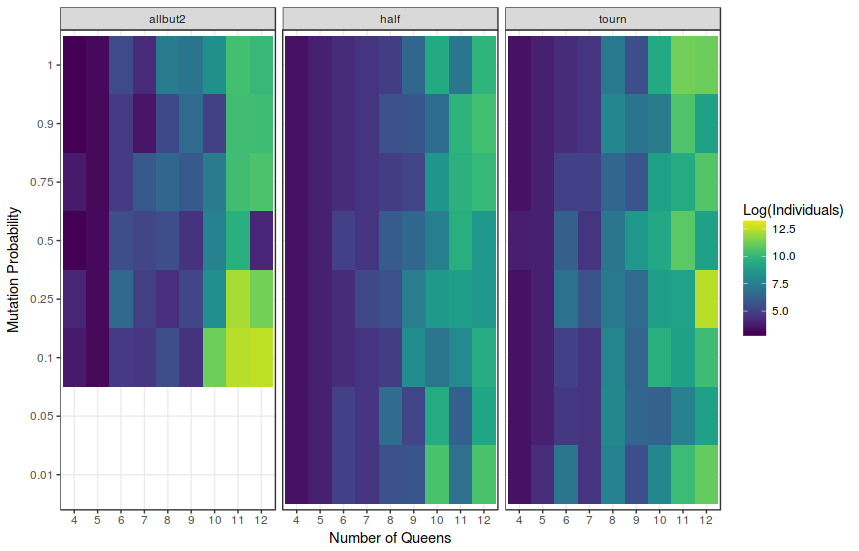 allbut2 half tourn
Mutation Probability
1
0.9
0.75
0.5
0.25
0.1
0.05
0.01
4 5 6 7 8 9 10 11 12 4 5 6 7 8 9 10 11 12 4 5 6 7 8 9 10 11 12
Number of Queens
Log(Individuals)
12.5
10.0
7.5
5.0